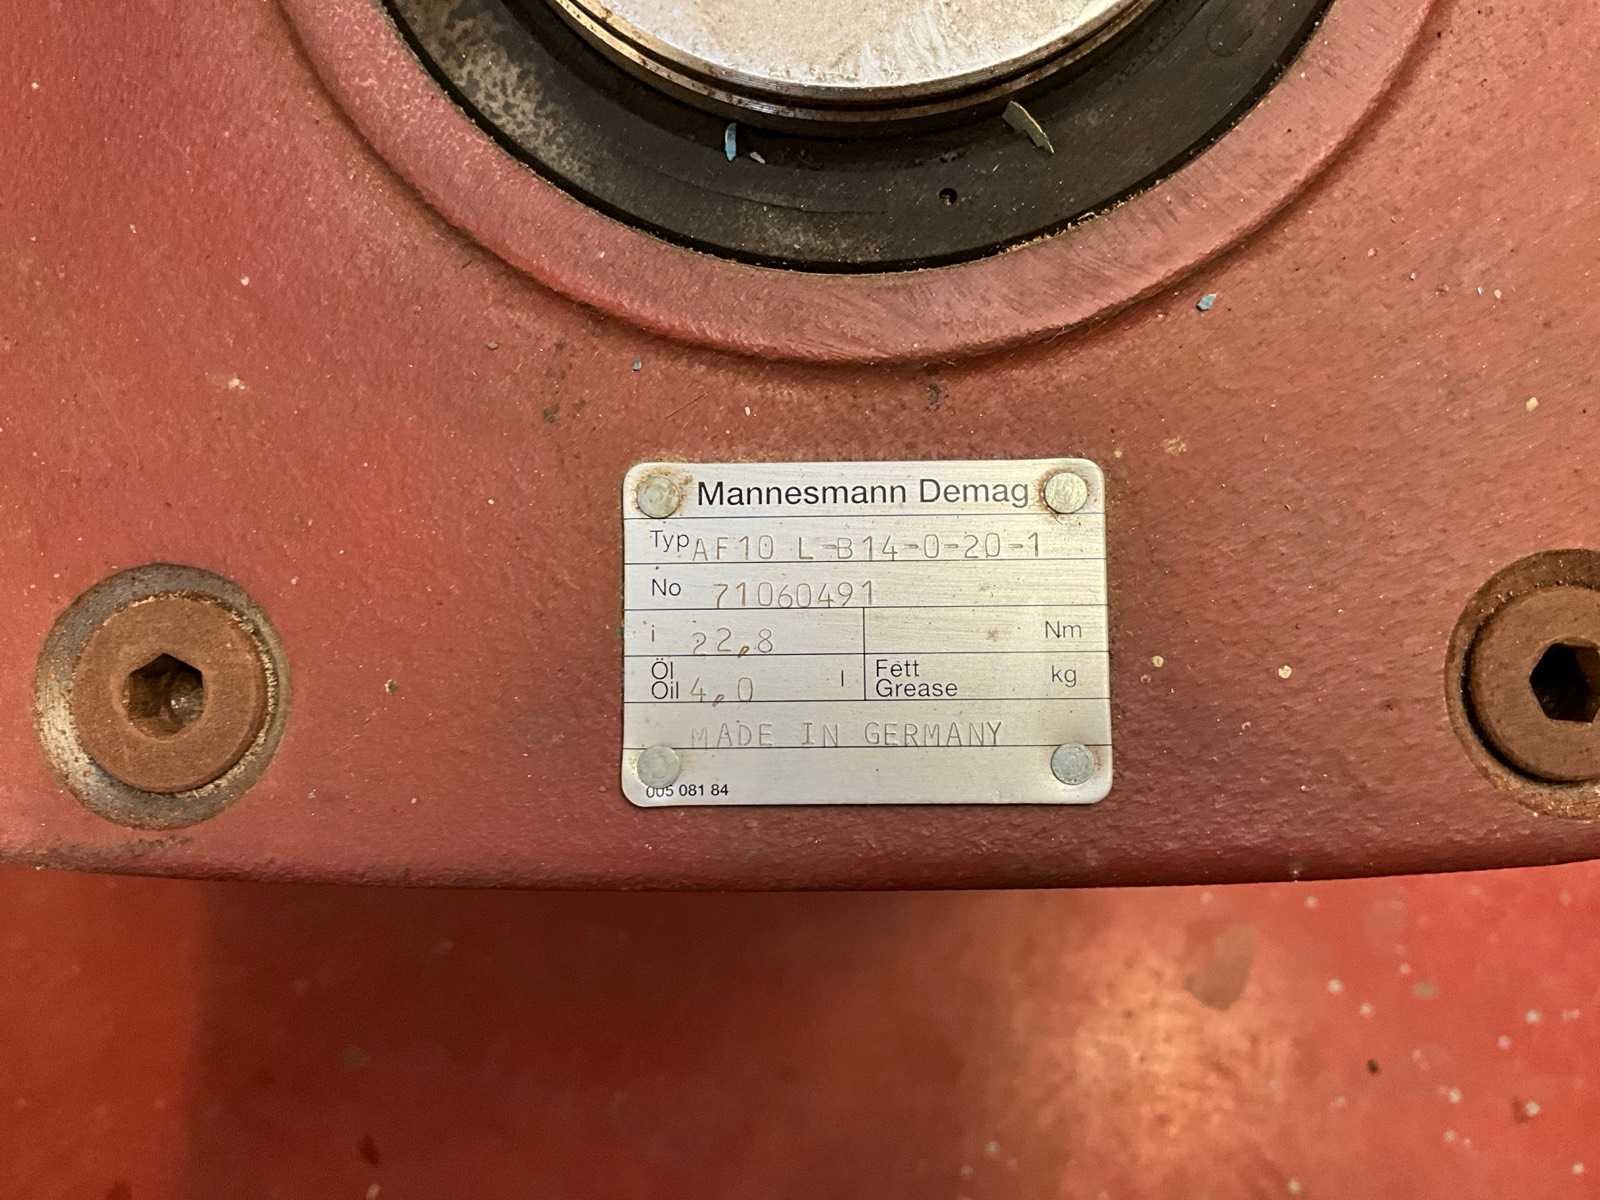 Mannesmann Demag
Typ AF10 L-B14-0-20-1
No 71060491
i 22,8 Nm
Öl Oil 4,0 l Fett Grease kg
MADE IN GERMANY
005 081 84